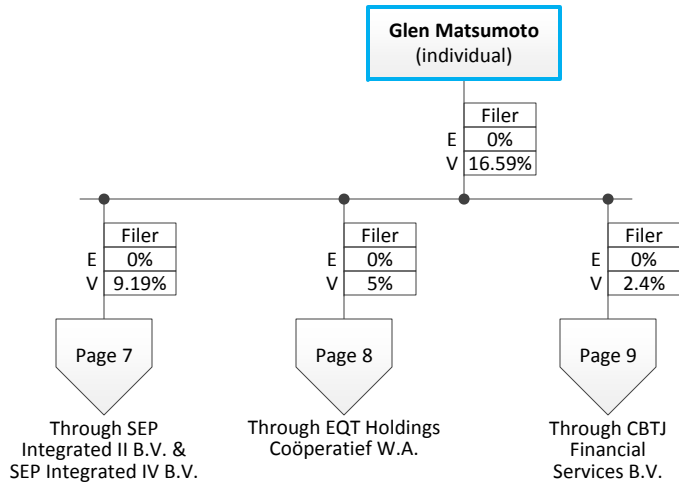 Glen Matsumoto
(individual)
Filer
E 0%
V 16.59%
Filer
E 0%
V 9.19%
Filer
E 0%
V 5%
Filer
E 0%
V 2.4%
Page 7
Page 8
Page 9
Through SEP
Integrated II B.V. &
SEP Integrated IV B.V.
Through EQT Holdings
Coöperatief W.A.
Through CBTJ
Financial
Services B.V.